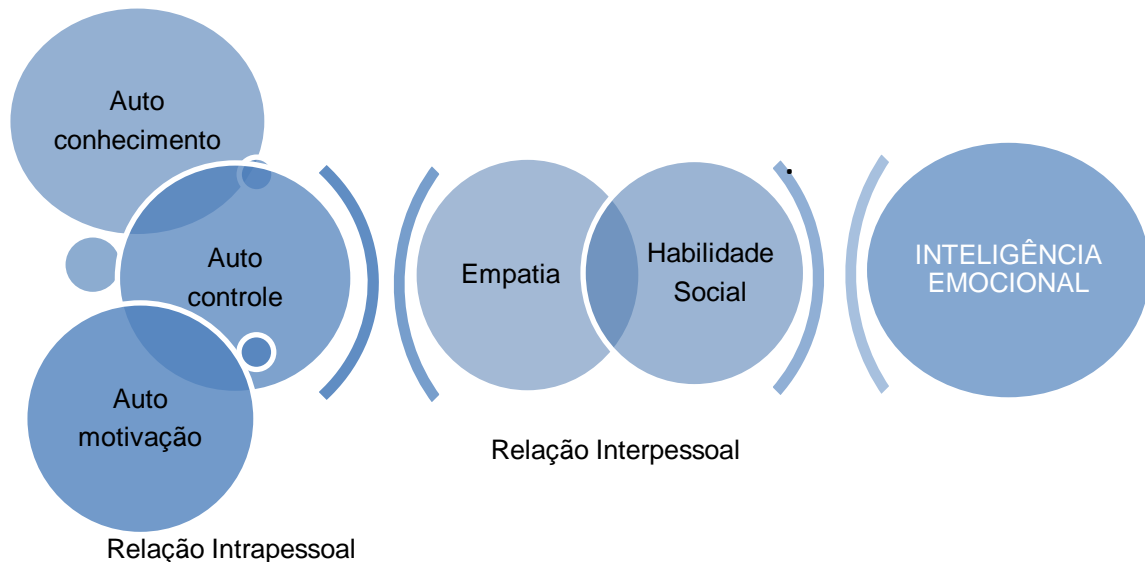 Auto
conhecimento
Auto
controle
Auto
motivação
Relação Intrapessoal
Empatia
Habilidade
Social
Relação Interpessoal
INTELIGÊNCIA
EMOCIONAL